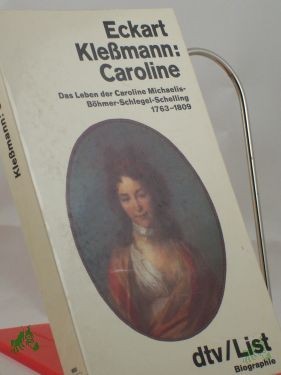 Eckart
Kleßmann:
Caroline
Das Leben der Caroline Michaelis-
Böhmer-Schlegel-Schelling
1763–1809
dtv/List
Biographie
Kleßmann: